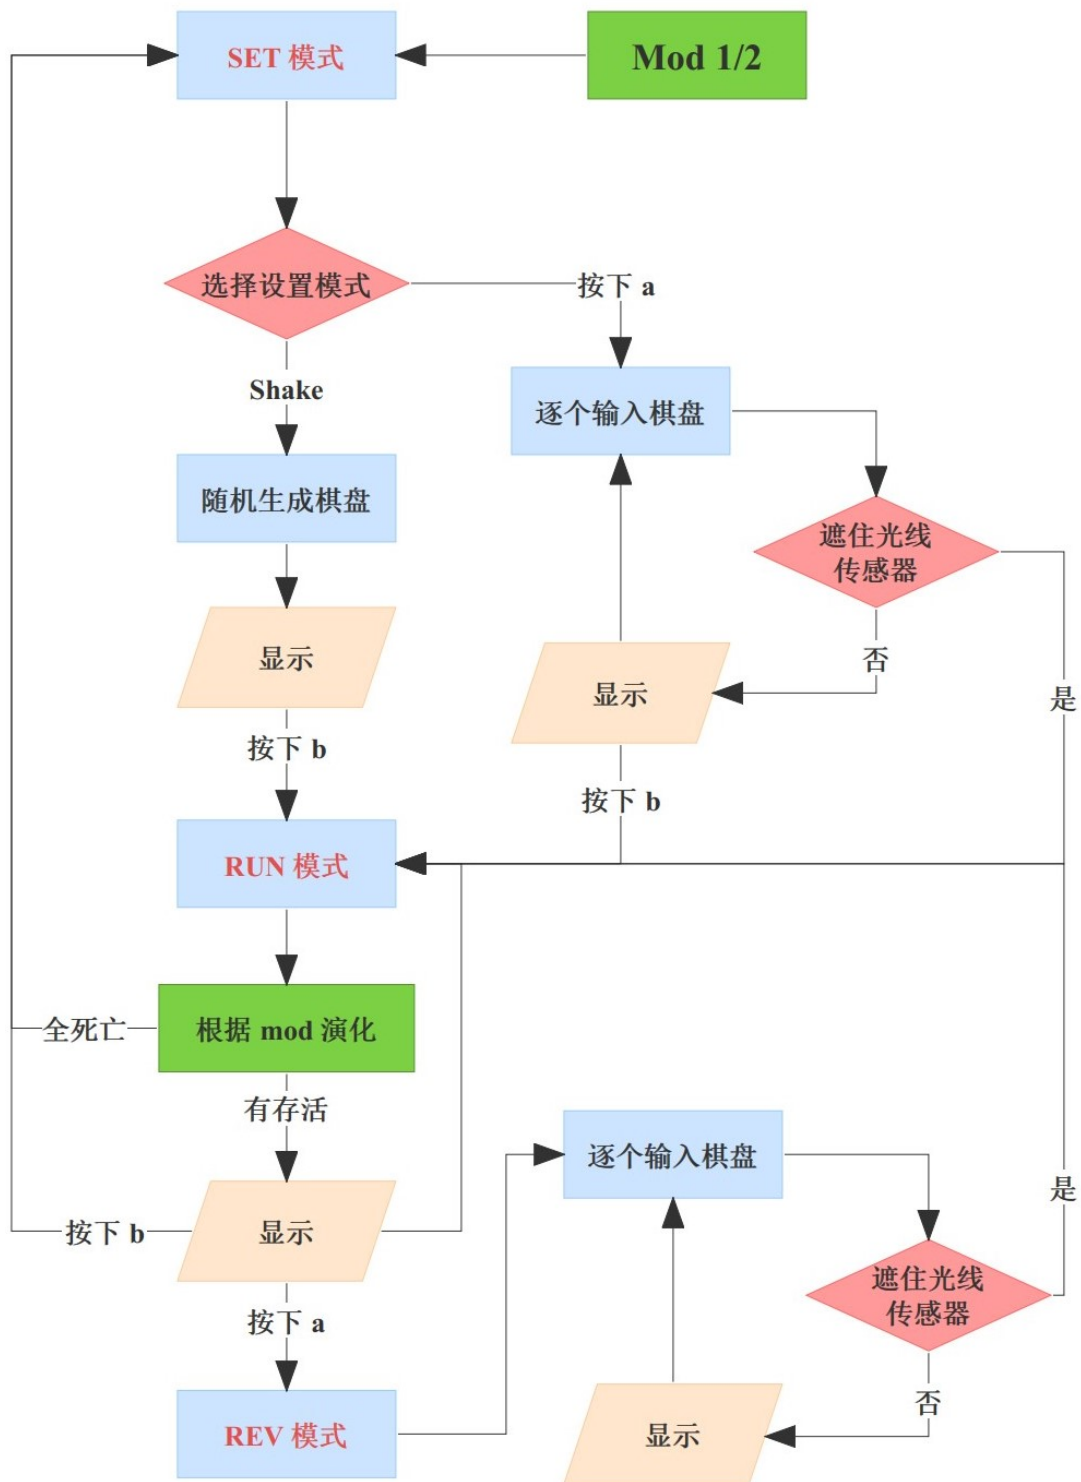 SET 模式
Mod 1/2
选择设置模式
按下 a
Shake
逐个输入棋盘
随机生成棋盘
遮住光线
传感器
显示
否
显示
是
按下 b
按下 b
RUN 模式
全死亡
根据 mod 演化
有存活
逐个输入棋盘
是
按下 b
显示
遮住光线
传感器
按下 a
否
REV 模式
显示